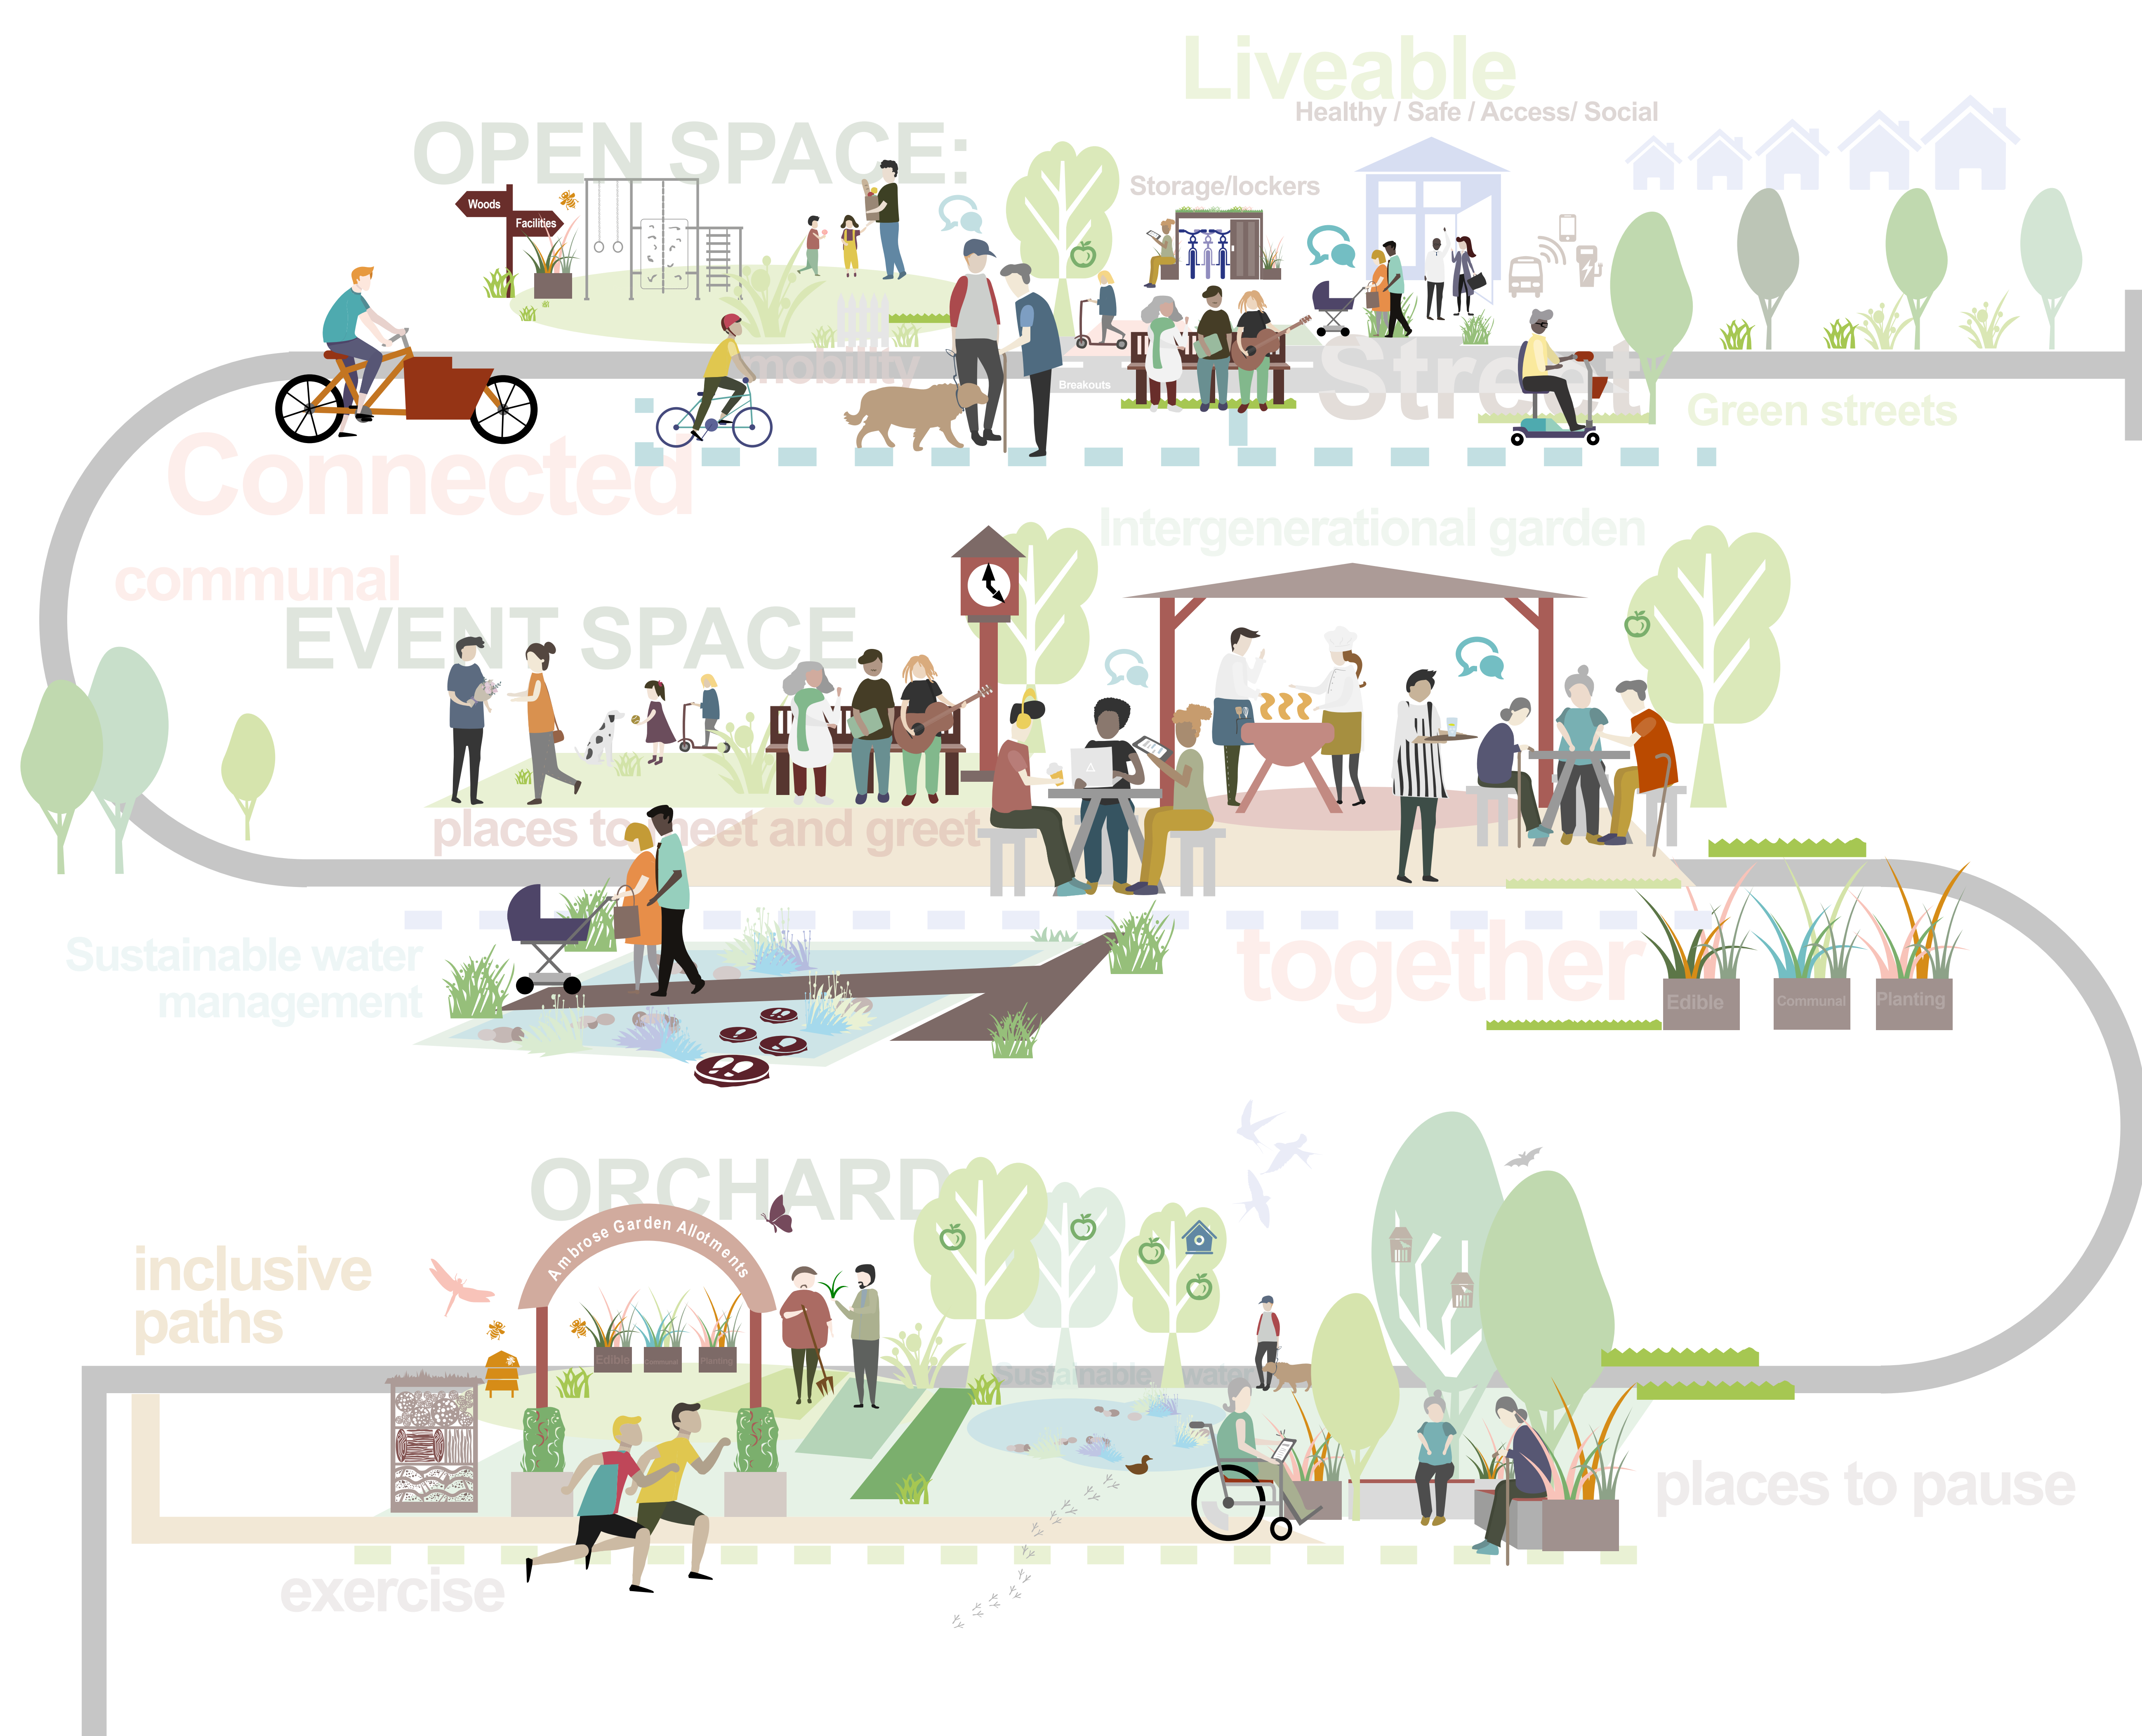 Liveable
Healthy / Safe / Access/ Social
OPEN SPACE:
Storage/lockers
Woods
Facilities
mobility
Breakouts
Street
Green streets
Connected
Intergenerational garden
communal
EVENT SPACE
places to meet and greet
Sustainable water
management
together
Edible
Communal
Planting
ORCHARD
Ambrose Garden Allotments
inclusive
paths
Edible
Communal
Planting
Sustainable water
places to pause
exercise